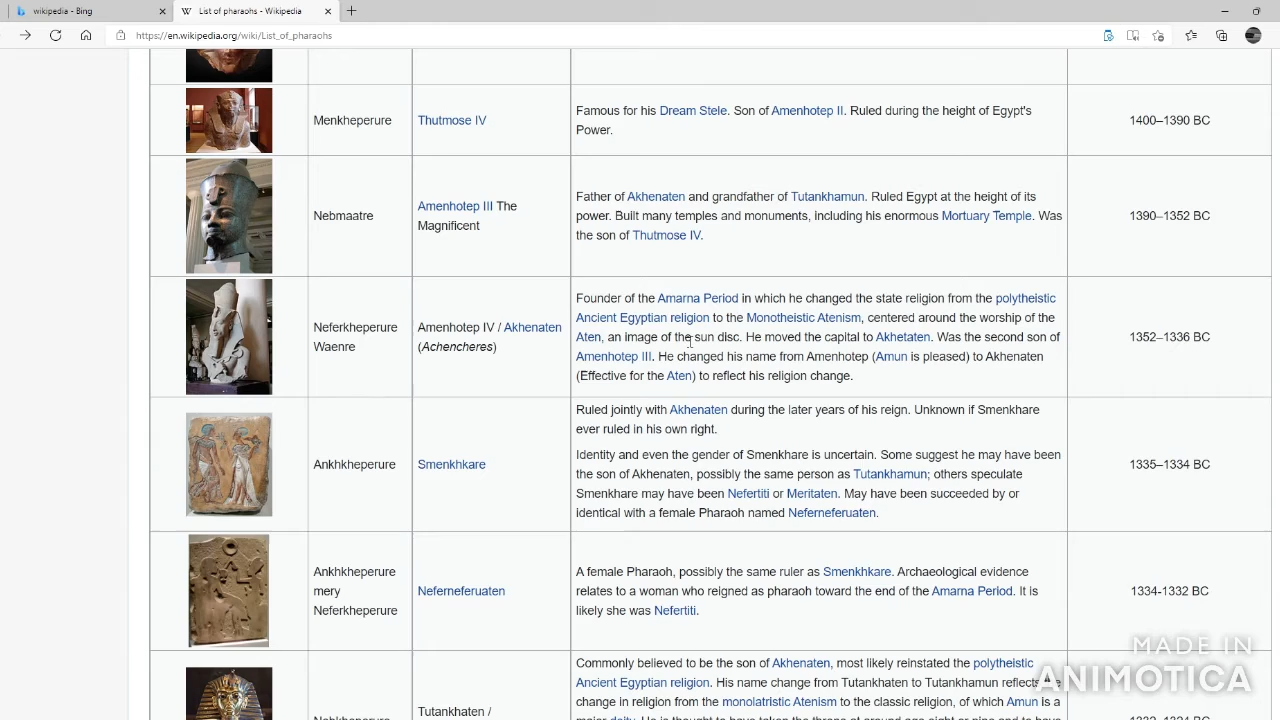 wikipedia - Bing
List of pharaohs - Wikipedia
https://en.wikipedia.org/wiki/List_of_pharaohs
Menkheperure
Thutmose IV
Famous for his Dream Stele. Son of Amenhotep II. Ruled during the height of Egypt's
Power.
1400–1390 BC
Nebmaatre
Amenhotep III The
Magnificent
Father of Akhenaten and grandfather of Tutankhamun. Ruled Egypt at the height of its
power. Built many temples and monuments, including his enormous Mortuary Temple. Was
the son of Thutmose IV.
1390–1352 BC
Neferkheperure
Waenre
Amenhotep IV / Akhenaten
(Achencheres)
Founder of the Amarna Period in which he changed the state religion from the polytheistic
Ancient Egyptian religion to the Monotheistic Atenism, centered around the worship of the
Aten, an image of the sun disc. He moved the capital to Akhetaten. Was the second son of
Amenhotep III. He changed his name from Amenhotep (Amun is pleased) to Akhenaten
(Effective for the Aten) to reflect his religion change.
1352–1336 BC
Ankhkheperure
Smenkhkare
Ruled jointly with Akhenaten during the later years of his reign. Unknown if Smenkhare
ever ruled in his own right.
Identity and even the gender of Smenkhare is uncertain. Some suggest he may have been
the son of Akhenaten, possibly the same person as Tutankhamun; others speculate
Smenkhare may have been Nefertiti or Meritaten. May have been succeeded by or
identical with a female Pharaoh named Neferneferuaten.
1335–1334 BC
Ankhkheperure
mery
Neferkheperure
Neferneferuaten
A female Pharaoh, possibly the same ruler as Smenkhkare. Archaeological evidence
relates to a woman who reigned as pharaoh toward the end of the Amarna Period. It is
likely she was Nefertiti.
1334-1332 BC
Tutankhaten /
Commonly believed to be the son of Akhenaten, most likely reinstated the polytheistic
Ancient Egyptian religion. His name change from Tutankhaten to Tutankhamun reflects the
change in religion from the monolatristic Atenism to the classic religion, of which Amun is a
MADE IN
ANIMOTICA